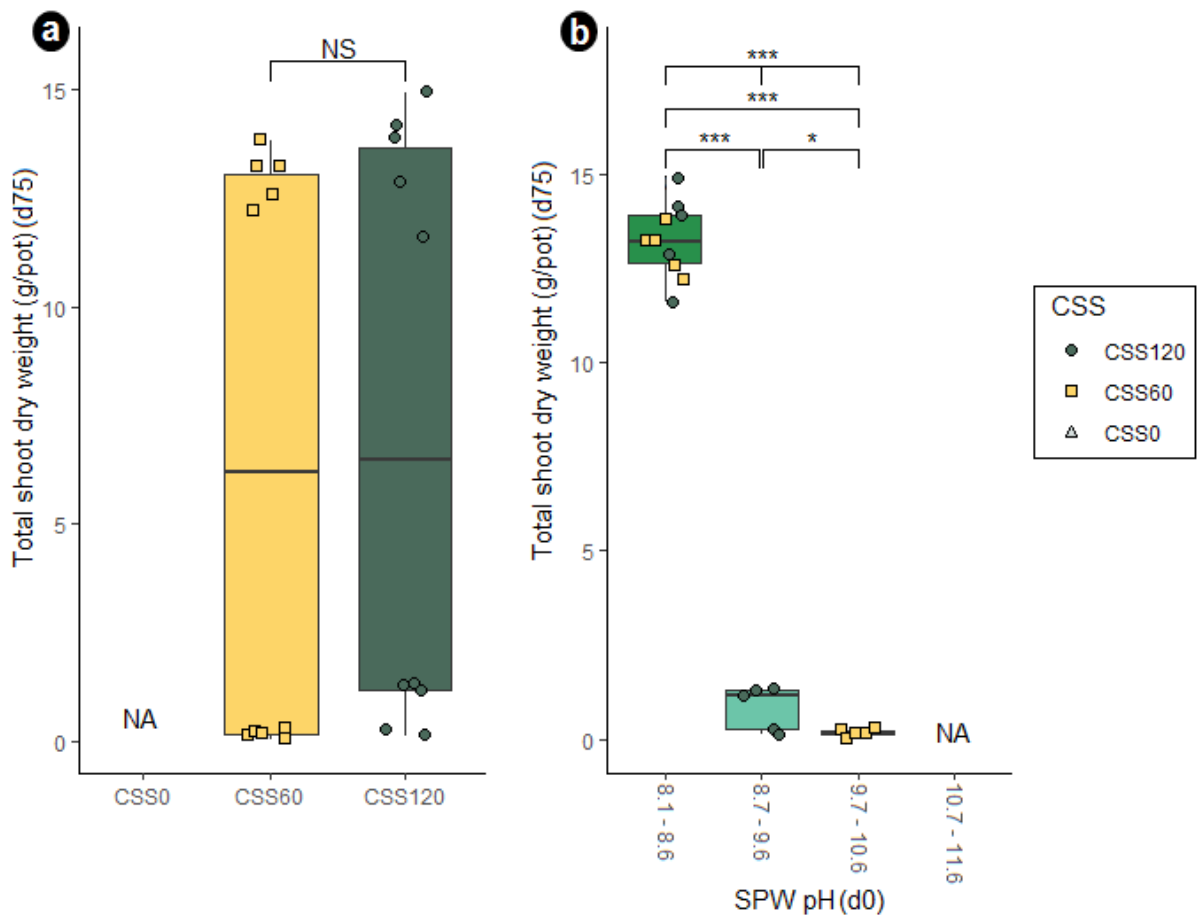 a
NS
15
10
5
0
NA
CSS0
CSS60
CSS120
Total shoot dry weight (g/pot) (d75)
b
***
***
***
*
15
10
5
0
NA
8.1 - 8.6
8.7 - 9.6
9.7 - 10.6
10.7 - 11.6
SPW pH (d0)
Total shoot dry weight (g/pot) (d75)
CSS
CSS120
CSS60
CSS0